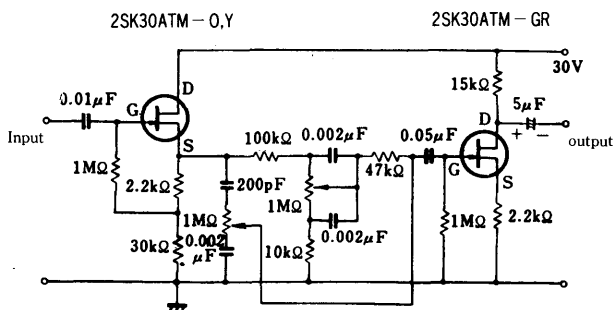 2SK30ATM-O,Y
2SK30ATM-GR
30V
15kΩ
0.01μF
D
G
S
D
5μF
+ -
Input
output
100kΩ
0.002μF
0.05μF
G
S
1MΩ
2.2kΩ
200pF
1MΩ
47kΩ
1MΩ
2.2kΩ
1MΩ
0.002μF
30kΩ
0.002
μF
10kΩ